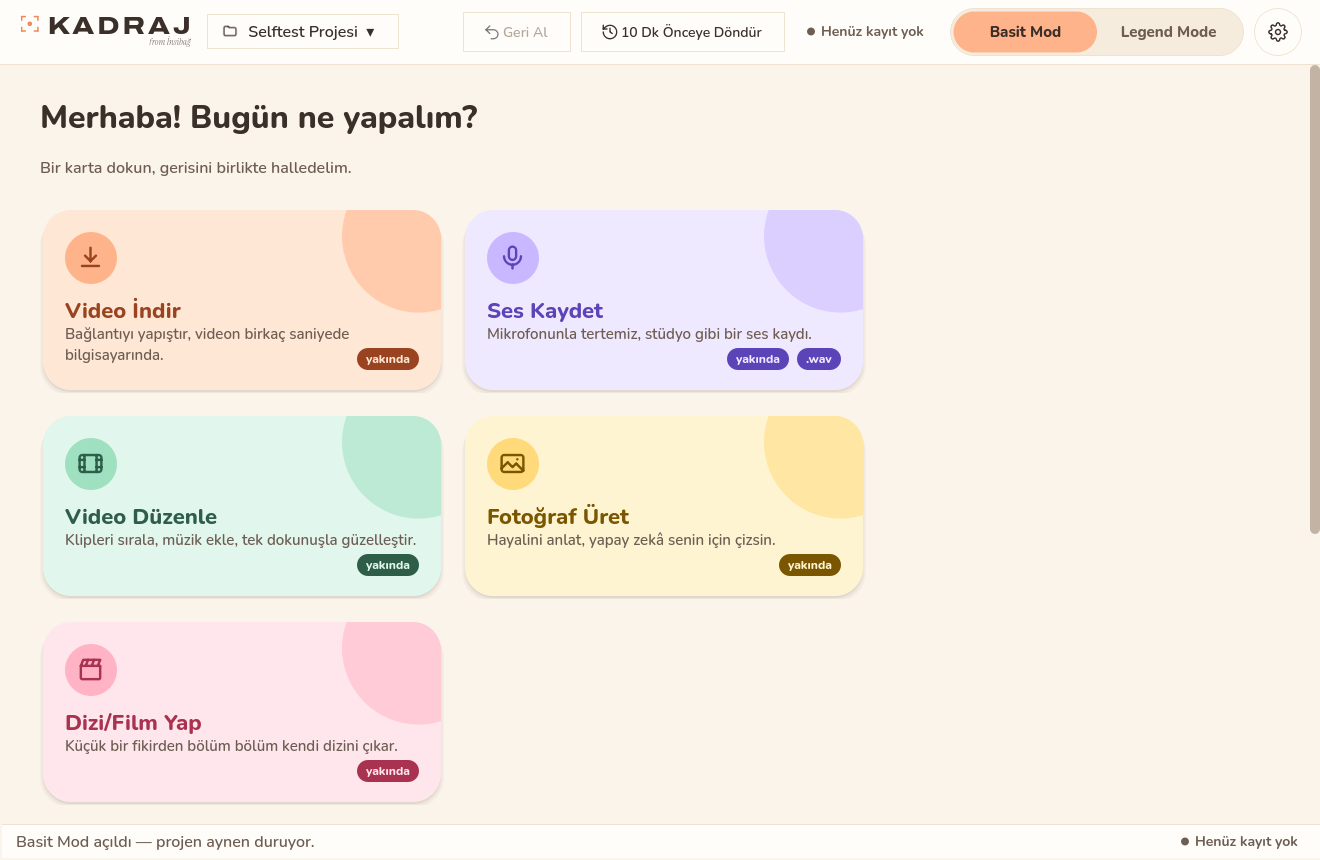 KADRAJ
from Insibağ
Selftest Projesi ▾
Geri Al
10 Dk Önceye Döndür
Henüz kayıt yok
Basit Mod
Legend Mode
Merhaba! Bugün ne yapalım?
Bir karta dokun, gerisini birlikte halledelim.
Video İndir
Bağlantıyı yapıştır, videon birkaç saniyede
bilgisayarında.
yakında
Ses Kaydet
Mikrofonunla tertemiz, stüdyo gibi bir ses kaydı.
yakında
.wav
Video Düzenle
Klipleri sırala, müzik ekle, tek dokunuşla güzelleştir.
yakında
Fotoğraf Üret
Hayalini anlat, yapay zekâ senin için çizsin.
yakında
Dizi/Film Yap
Küçük bir fikirden bölüm bölüm kendi dizini çıkar.
yakında
Basit Mod açıldı — projen aynen duruyor.
Henüz kayıt yok